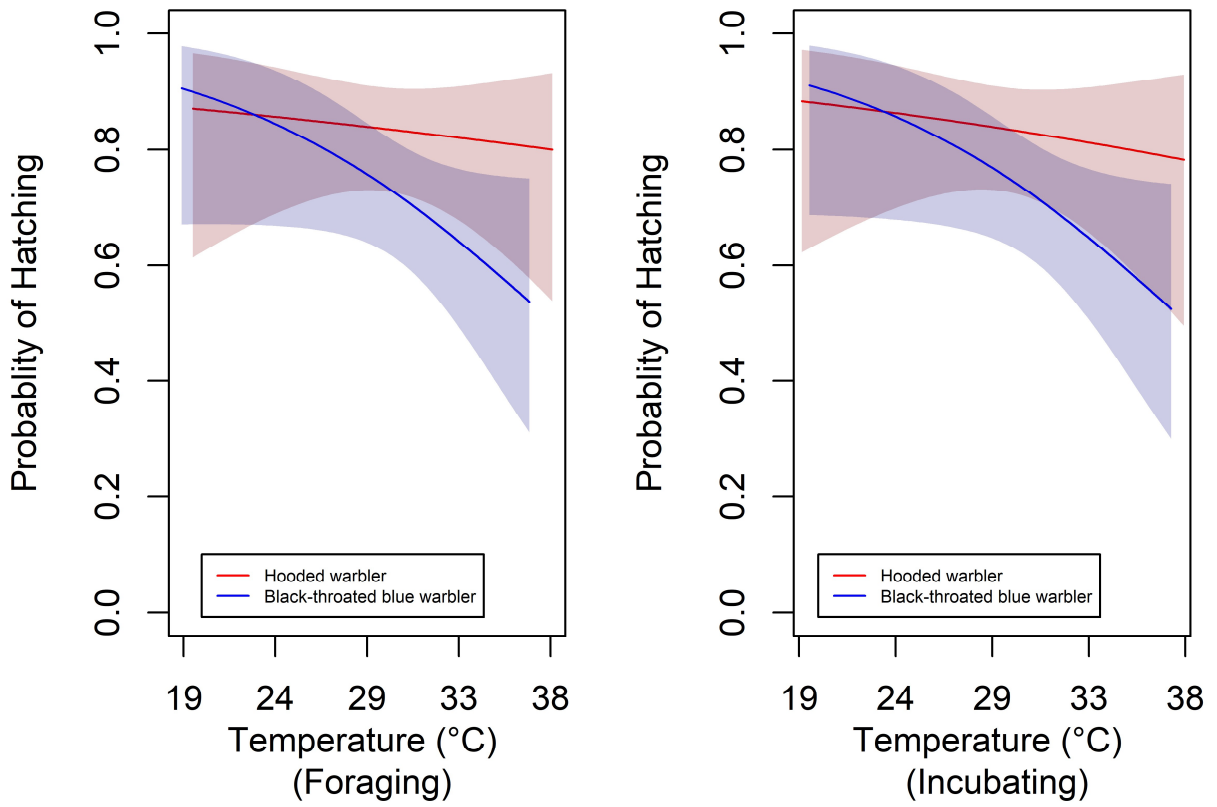 Probablity of Hatching
1.0
0.8
0.6
0.4
0.2
0.0
Hooded warbler
Black-throated blue warbler
19 24 29 33 38
Temperature (°C)
(Foraging)
Probablity of Hatching
1.0
0.8
0.6
0.4
0.2
0.0
Hooded warbler
Black-throated blue warbler
19 24 29 33 38
Temperature (°C)
(Incubating)